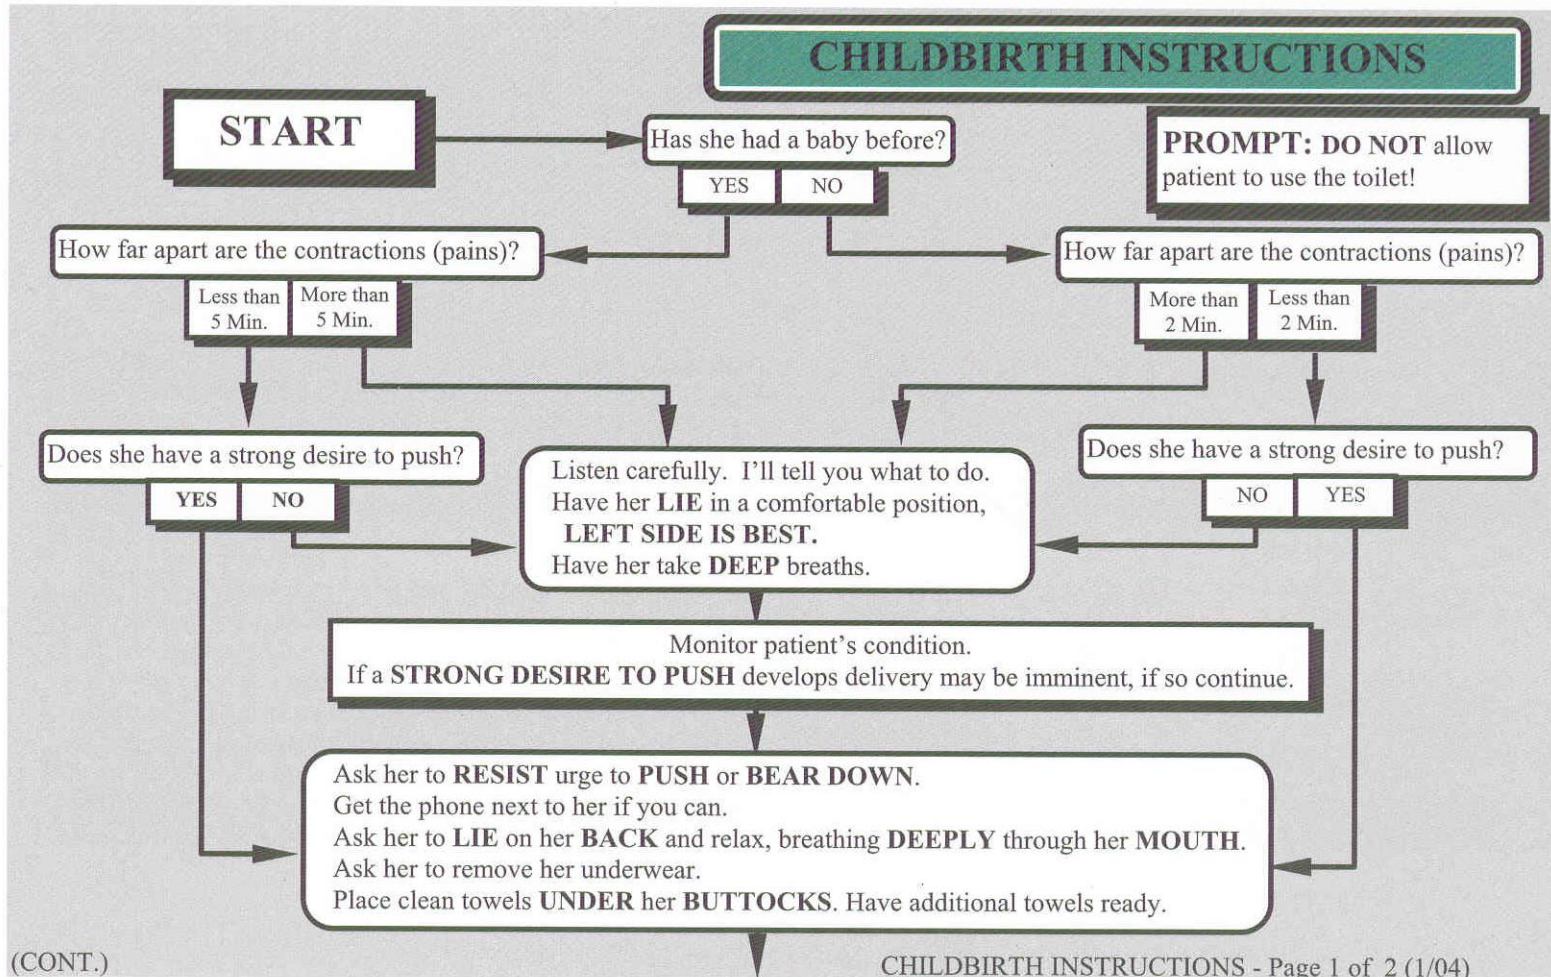 CHILDBIRTH INSTRUCTIONS
START
Has she had a baby before?
YES
NO
PROMPT: DO NOT allow
patient to use the toilet!
How far apart are the contractions (pains)?
Less than
5 Min.
More than
5 Min.
How far apart are the contractions (pains)?
More than
2 Min.
Less than
2 Min.
Does she have a strong desire to push?
YES
NO
Does she have a strong desire to push?
NO
YES
Listen carefully. I'll tell you what to do.
Have her LIE in a comfortable position,
LEFT SIDE IS BEST.
Have her take DEEP breaths.
Monitor patient's condition.
If a STRONG DESIRE TO PUSH develops delivery may be imminent, if so continue.
Ask her to RESIST urge to PUSH or BEAR DOWN.
Get the phone next to her if you can.
Ask her to LIE on her BACK and relax, breathing DEEPLY through her MOUTH.
Ask her to remove her underwear.
Place clean towels UNDER her BUTTOCKS. Have additional towels ready.
(CONT.)
CHILDBIRTH INSTRUCTIONS - Page 1 of 2 (1/04)